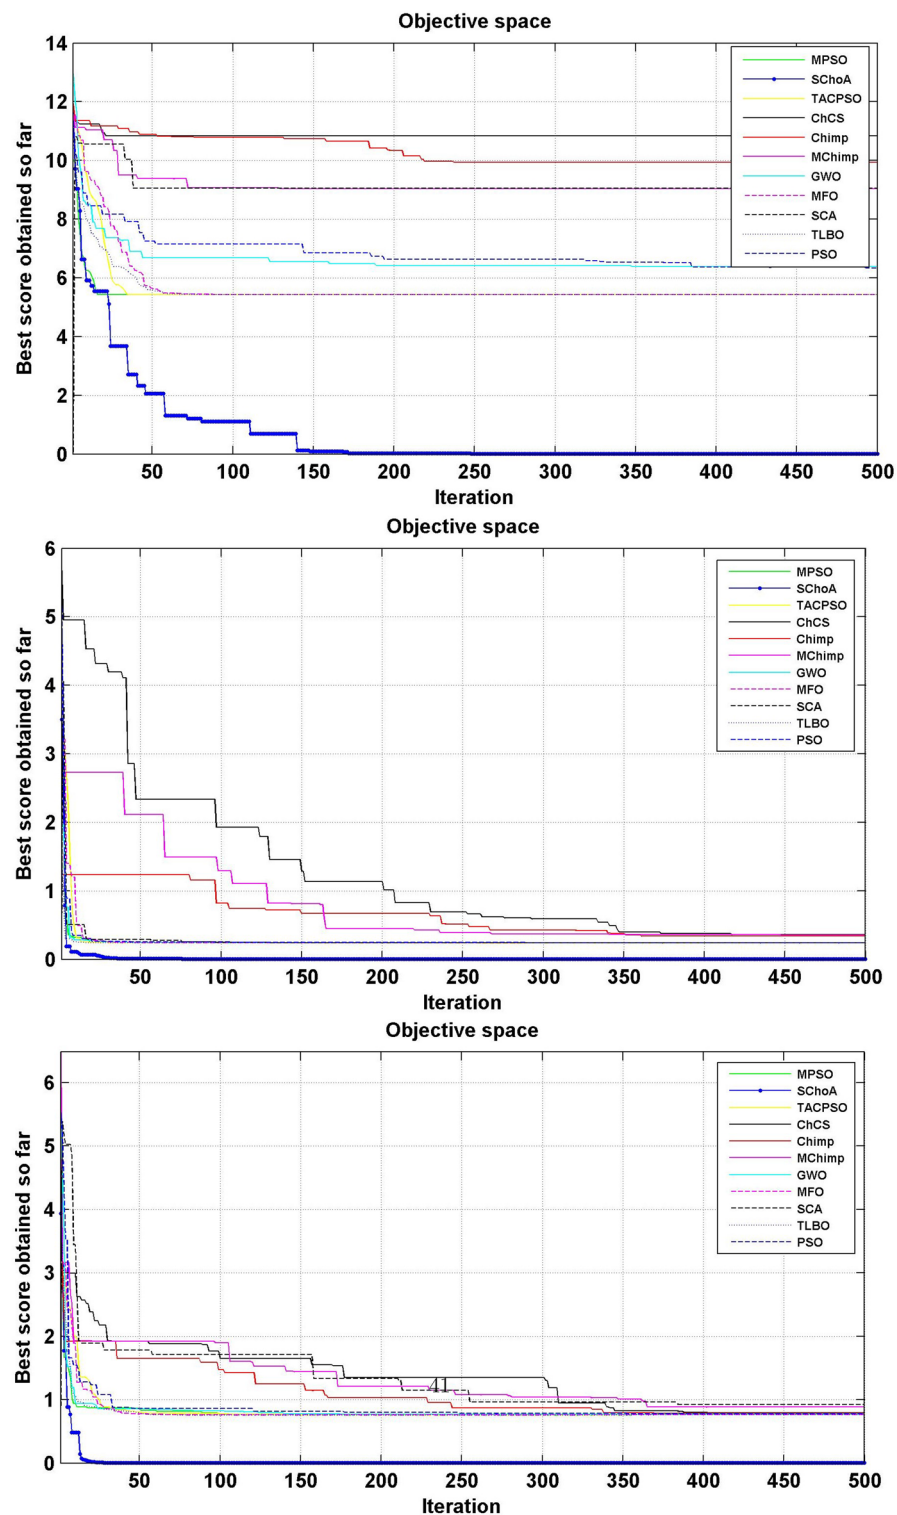 Objective space
14
12
10
8
6
4
2
0
Best score obtained so far
MPSO
SChoA
TACPSO
ChCS
Chimp
MChimp
GWO
MFO
SCA
TLBO
PSO
50 100 150 200 250 300 350 400 450 500
Iteration
Objective space
6
5
4
3
2
1
0
Best score obtained so far
MPSO
SChoA
TACPSO
ChCS
Chimp
MChimp
GWO
MFO
SCA
TLBO
PSO
50 100 150 200 250 300 350 400 450 500
Iteration
Objective space
6
5
4
3
2
1
0
Best score obtained so far
MPSO
SChoA
TACPSO
ChCS
Chimp
MChimp
GWO
MFO
SCA
TLBO
PSO
41
50 100 150 200 250 300 350 400 450 500
Iteration